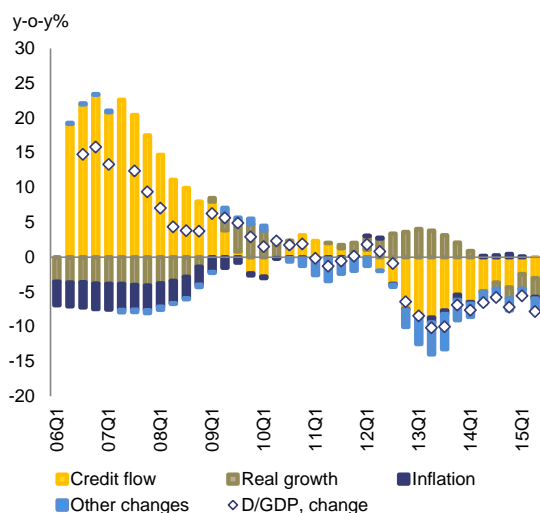 y-o-y%
30
25
20
15
10
5
0
-5
-10
-15
-20
06Q1 07Q1 08Q1 09Q1 10Q1 11Q1 12Q1 13Q1 14Q1 15Q1
Credit flow Real growth Inflation
Other changes D/GDP, change